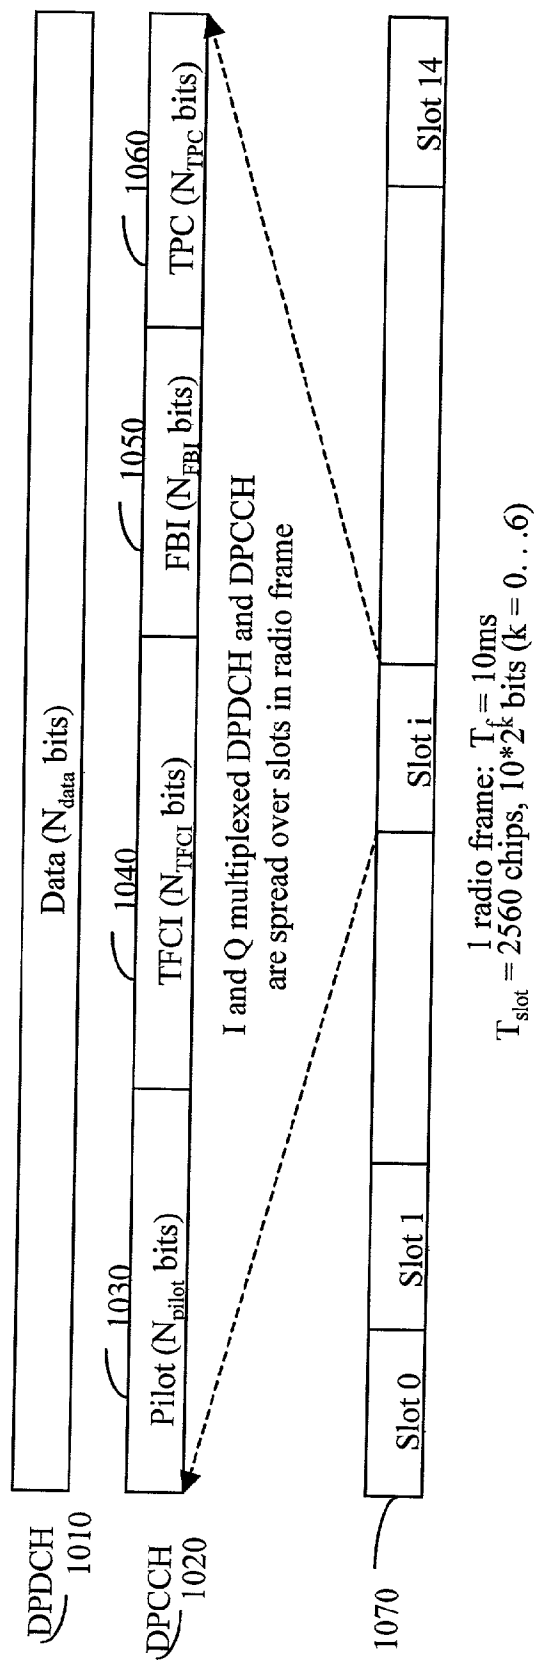 DPDCH
1010
Data (N_data bits)
DPCCH
1020
1030
Pilot (N_pilot bits)
1040
TFCI (N_TFCI bits)
1050
FBI (N_FBI bits)
1060
TPC (N_TPC bits)
I and Q multiplexed DPDCH and DPCCH
are spread over slots in radio frame
1070
Slot 0
Slot 1
Slot i
Slot 14
1 radio frame: T_f = 10ms
T_slot = 2560 chips, 10*2^k bits (k = 0...6)